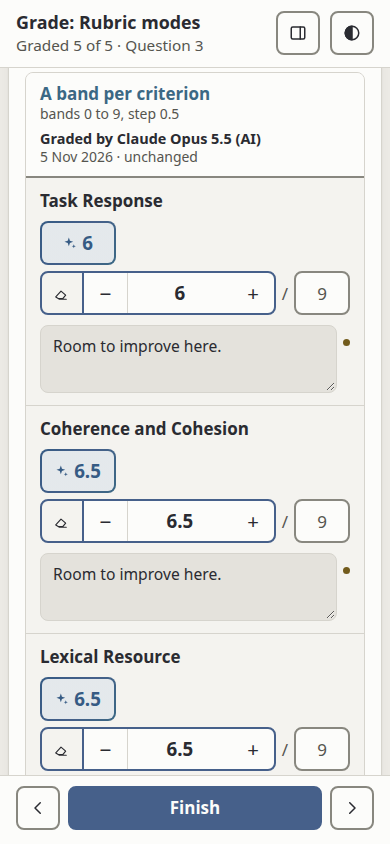 Grade: Rubric modes
Graded 5 of 5 · Question 3
A band per criterion
bands 0 to 9, step 0.5
Graded by Claude Opus 5.5 (AI)
5 Nov 2026 · unchanged
Task Response
6
− 6 + / 9
Room to improve here.
Coherence and Cohesion
6.5
− 6.5 + / 9
Room to improve here.
Lexical Resource
6.5
− 6.5 + / 9
Finish